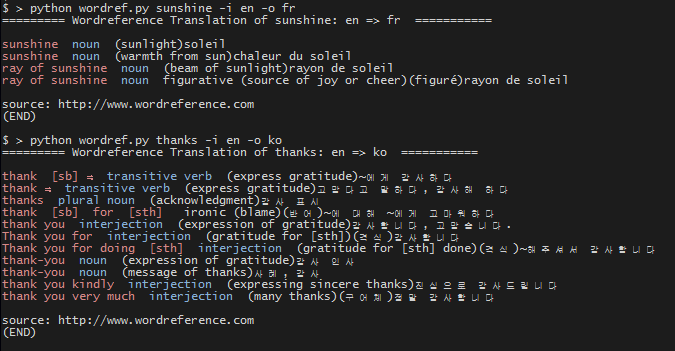 $ > python wordref.py sunshine -i en -o fr
========= Wordreference Translation of sunshine: en => fr  ===========
sunshine  noun  (sunlight)soleil
sunshine  noun  (warmth from sun)chaleur du soleil
ray of sunshine  noun  (beam of sunlight)rayon de soleil
ray of sunshine  noun  figurative (source of joy or cheer)(figuré)rayon de soleil
source: http://www.wordreference.com
(END)
$ > python wordref.py thanks -i en -o ko
========= Wordreference Translation of thanks: en => ko  ===========
thank  [sb] ⇒  transitive verb  (express gratitude)~에게 감사하다
thank ⇒ transitive verb  (express gratitude)고맙다고 말하다, 감사해 하다
thanks  plural noun  (acknowledgment)감사 표시
thank  [sb]  for  [sth]   ironic (blame)(반어)~에 대해 ~에게 고마워하다
thank you  interjection  (expression of gratitude)감사합니다, 고맙습니다.
Thank you for  interjection  (gratitude for [sth])(격식)감사합니다
Thank you for doing  [sth]  interjection  (gratitude for [sth] done)(격식)~해 주셔서 감사합니다
thank-you  noun  (expression of gratitude)감사 인사
thank-you  noun  (message of thanks)사례, 감사
thank you kindly  interjection  (expressing sincere thanks)진심으로 감사드립니다
thank you very much  interjection  (many thanks)(구어체)정말 감사합니다
source: http://www.wordreference.com
(END)